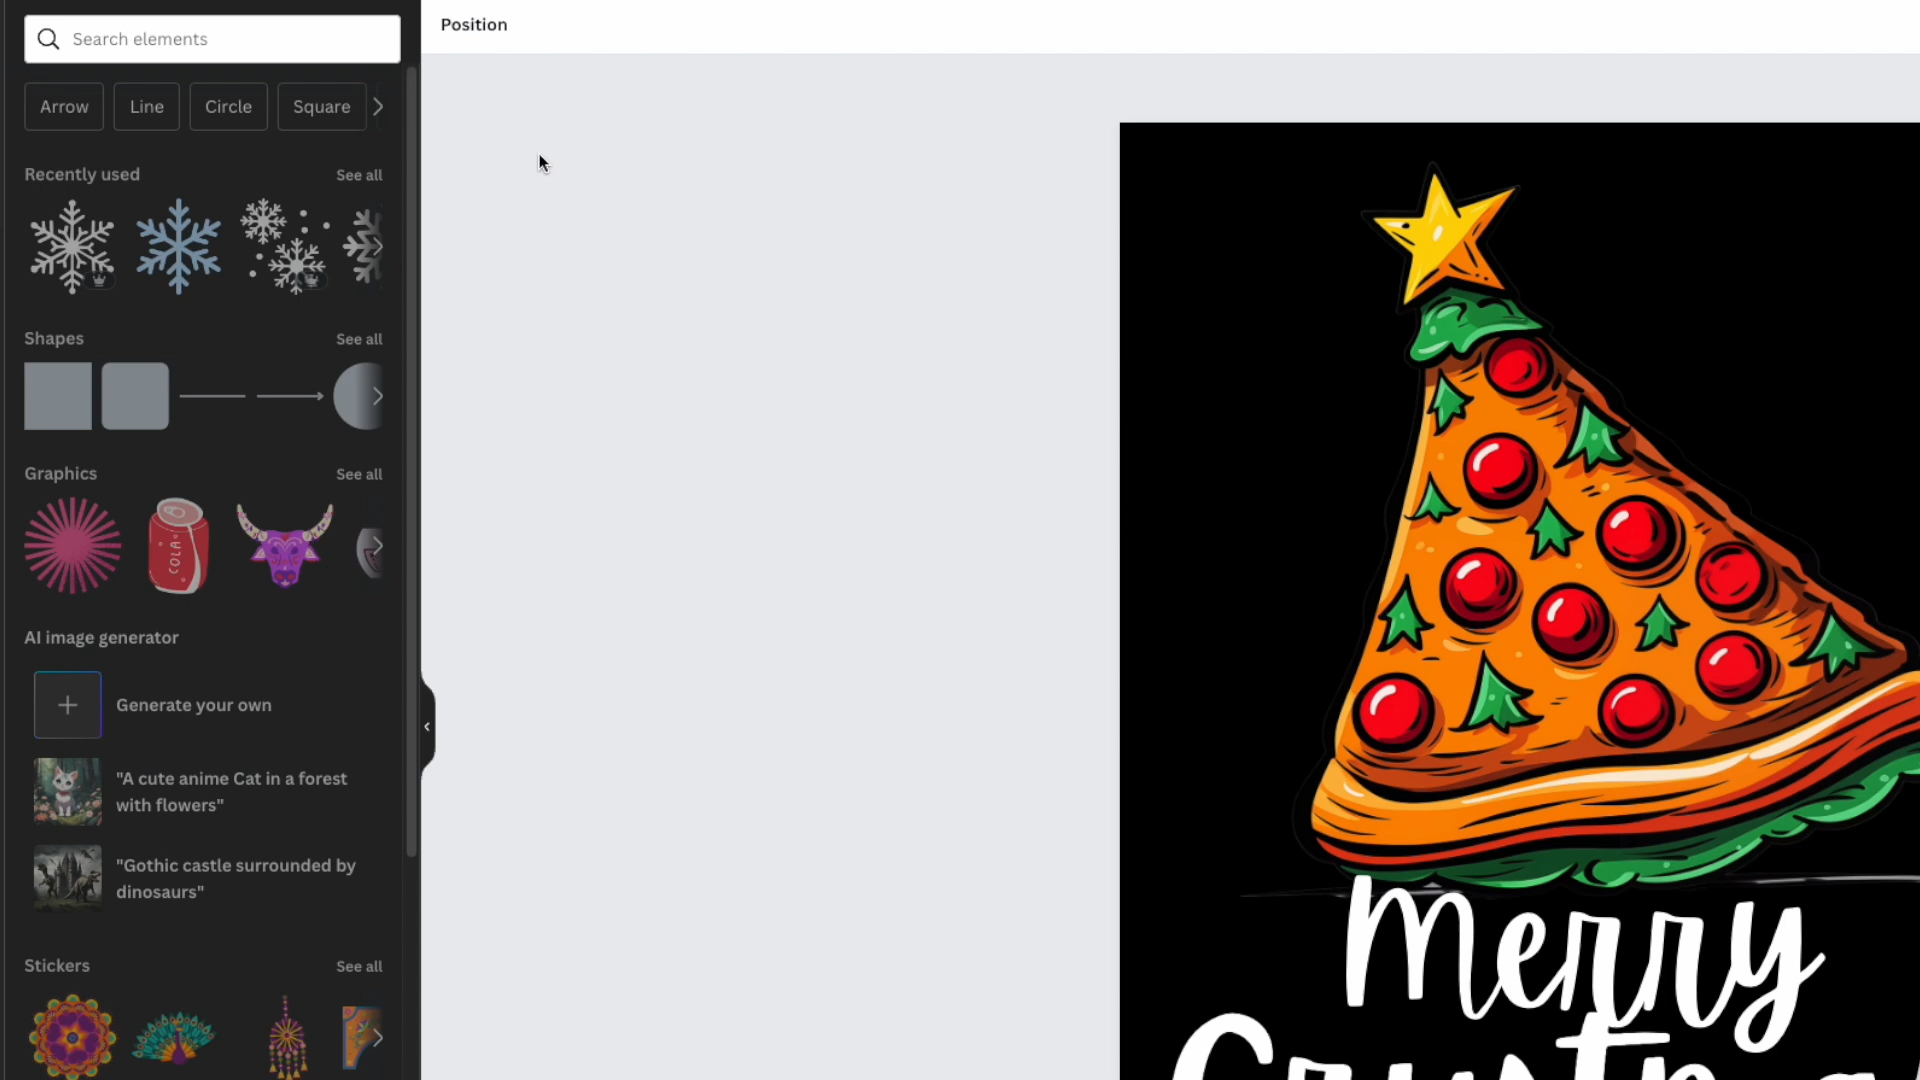 Search elements
Position
Arrow Line Circle Square
Recently used See all
Shapes See all
Graphics See all
COLA
AI image generator
Generate your own
"A cute anime Cat in a forest
with flowers"
"Gothic castle surrounded by
dinosaurs"
Stickers See all
Merry